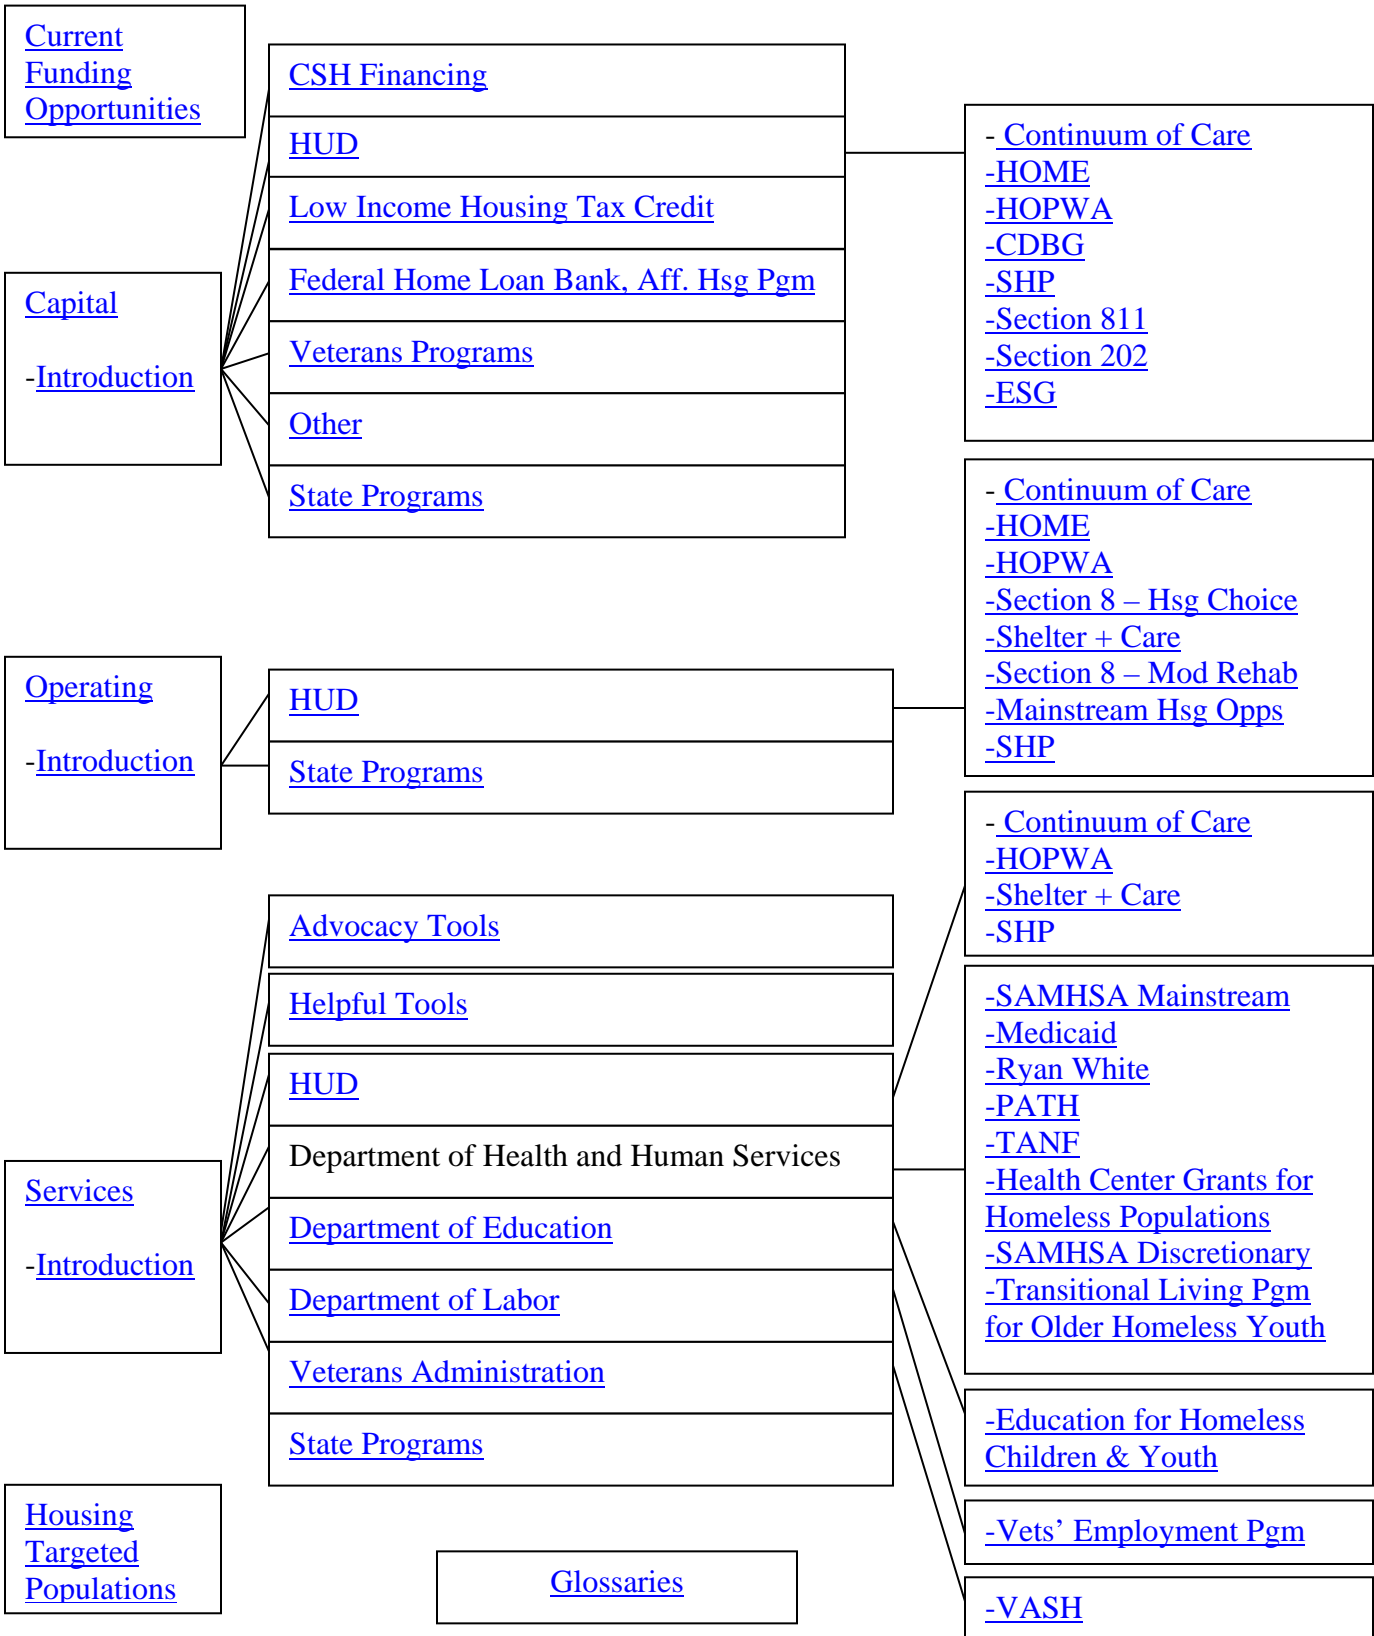 Current
Funding
Opportunities
CSH Financing
HUD
Low Income Housing Tax Credit
Federal Home Loan Bank, Aff. Hsg Pgm
Veterans Programs
Other
State Programs
Capital
-Introduction
- Continuum of Care
-HOME
-HOPWA
-CDBG
-SHP
-Section 811
-Section 202
-ESG
Operating
-Introduction
HUD
State Programs
- Continuum of Care
-HOME
-HOPWA
-Section 8 – Hsg Choice
-Shelter + Care
-Section 8 – Mod Rehab
-Mainstream Hsg Opps
-SHP
Services
-Introduction
Advocacy Tools
Helpful Tools
HUD
Department of Health and Human Services
Department of Education
Department of Labor
Veterans Administration
State Programs
- Continuum of Care
-HOPWA
-Shelter + Care
-SHP
-SAMHSA Mainstream
-Medicaid
-Ryan White
-PATH
-TANF
-Health Center Grants for
Homeless Populations
-SAMHSA Discretionary
-Transitional Living Pgm
for Older Homeless Youth
-Education for Homeless
Children & Youth
-Vets’ Employment Pgm
-VASH
Housing
Targeted
Populations
Glossaries